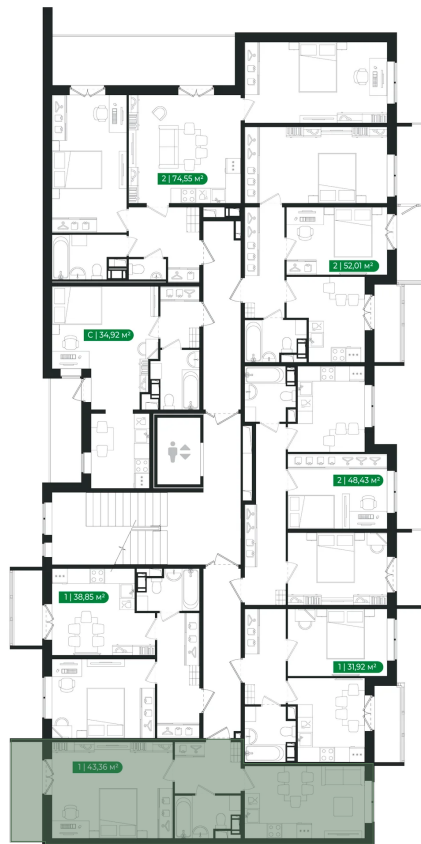 2 | 74,55 м²
2 | 52,01 м²
С | 34,92 м²
2 | 48,43 м²
1 | 38,85 м²
1 | 31,92 м²
1 | 43,36 м²